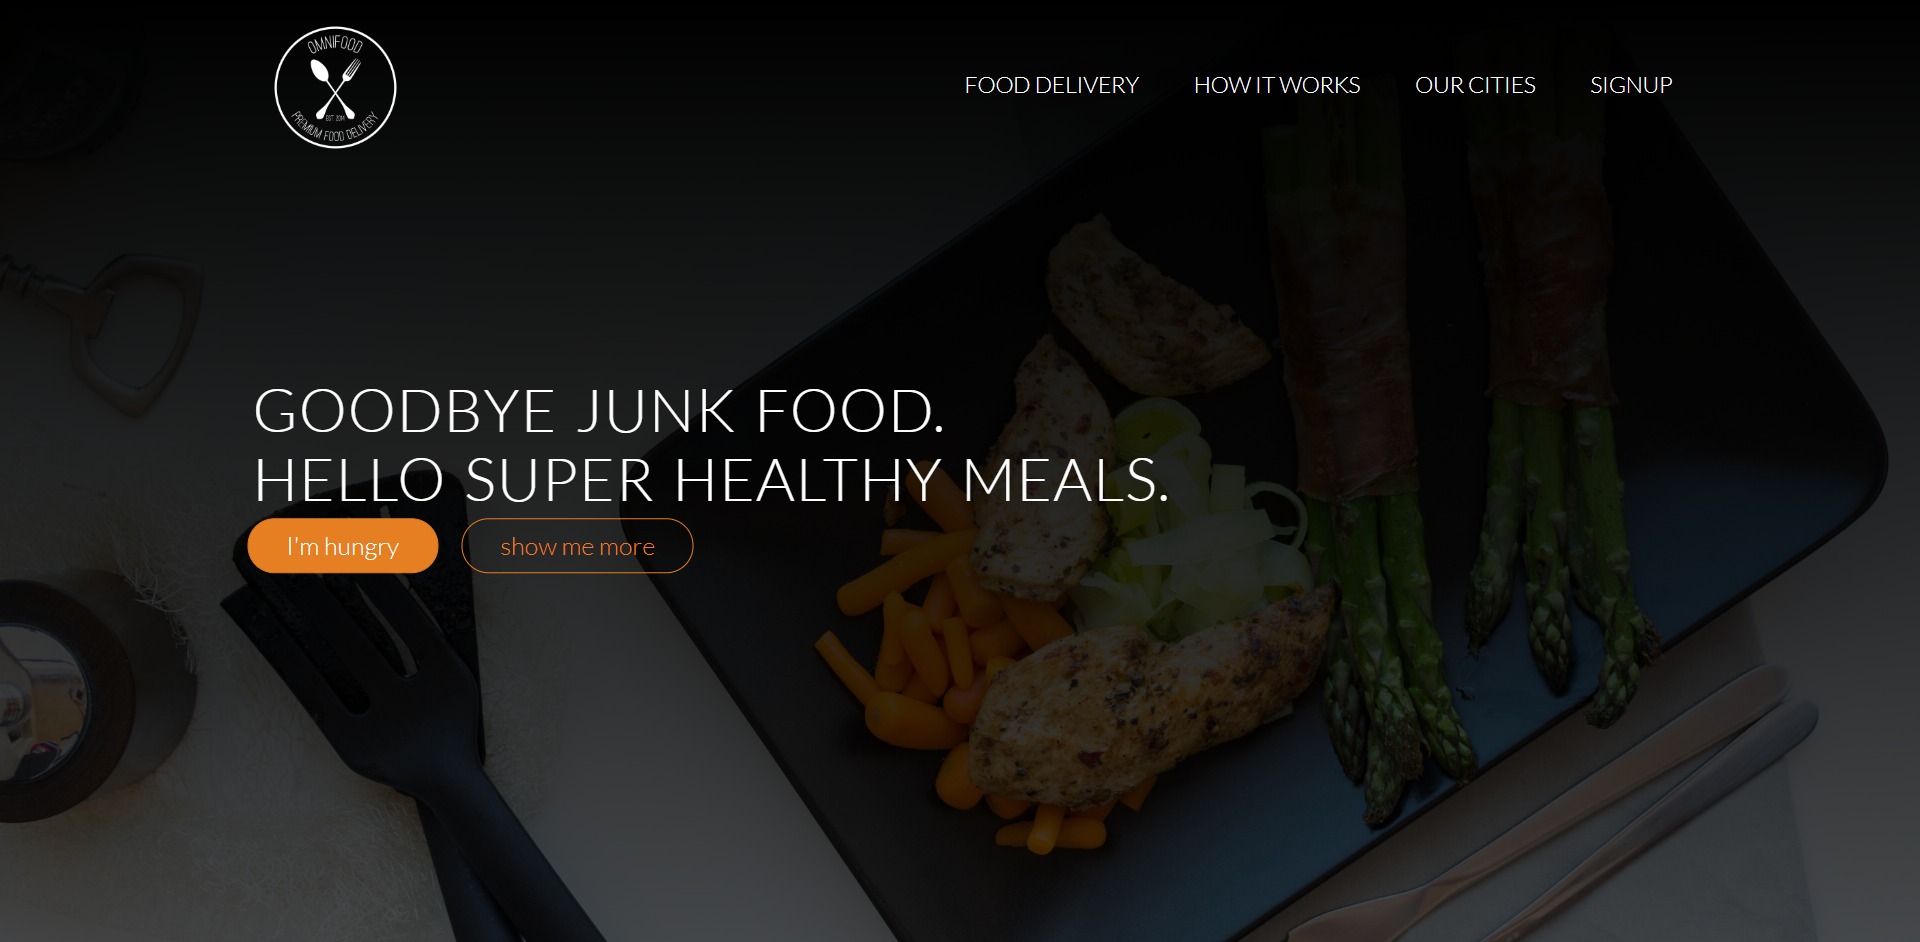 OMNIFOOD
EST 2014
PREMIUM FOOD DELIVERY
FOOD DELIVERY
HOW IT WORKS
OUR CITIES
SIGNUP
GOODBYE JUNK FOOD.
HELLO SUPER HEALTHY MEALS.
I'm hungry
show me more